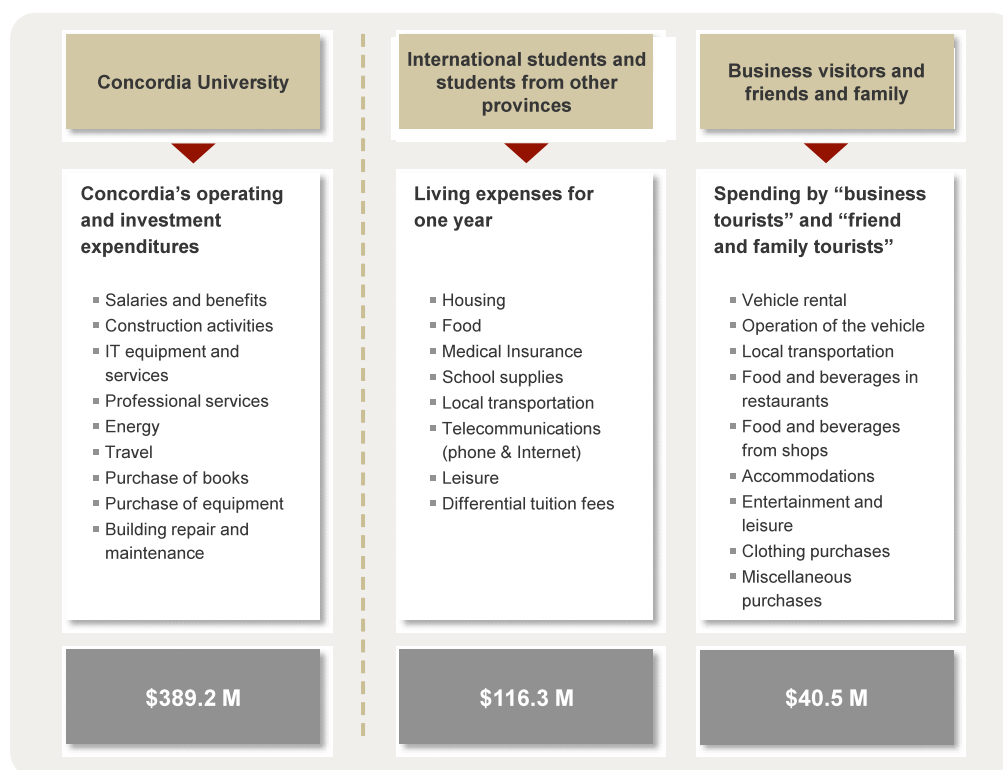 Concordia University
International students and
students from other
provinces
Business visitors and
friends and family
Concordia’s operating
and investment
expenditures
▪ Salaries and benefits
▪ Construction activities
▪ IT equipment and
services
▪ Professional services
▪ Energy
▪ Travel
▪ Purchase of books
▪ Purchase of equipment
▪ Building repair and
maintenance
Living expenses for
one year
▪ Housing
▪ Food
▪ Medical Insurance
▪ School supplies
▪ Local transportation
▪ Telecommunications
(phone & Internet)
▪ Leisure
▪ Differential tuition fees
Spending by “business
tourists” and “friend
and family tourists”
▪ Vehicle rental
▪ Operation of the vehicle
▪ Local transportation
▪ Food and beverages in
restaurants
▪ Food and beverages
from shops
▪ Accommodations
▪ Entertainment and
leisure
▪ Clothing purchases
▪ Miscellaneous
purchases
$389.2 M
$116.3 M
$40.5 M